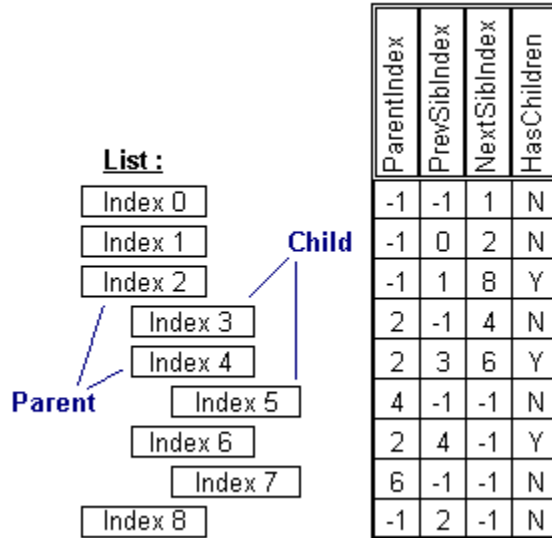 ParentIndex PrevSibIndex NextSibIndex HasChildren
List :
Index 0 -1 -1 1 N
Index 1 Child -1 0 2 N
Index 2 -1 1 8 Y
Index 3 2 -1 4 N
Index 4 2 3 6 Y
Parent Index 5 4 -1 -1 N
Index 6 2 4 -1 Y
Index 7 6 -1 -1 N
Index 8 -1 2 -1 N